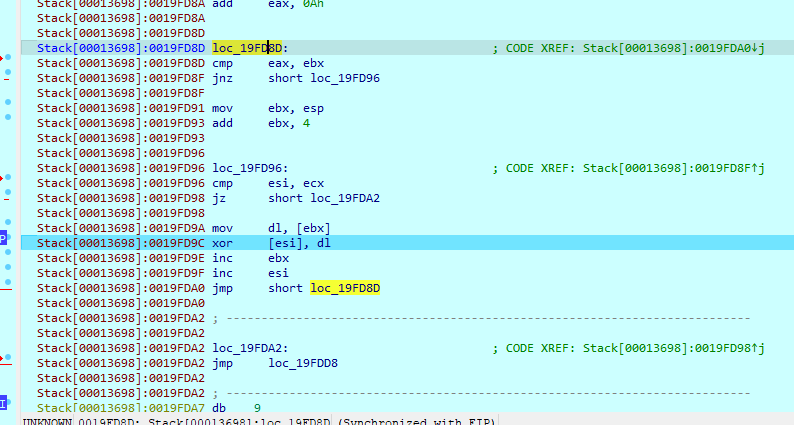 Stack[00013698]:0019FD8A add eax, 0Ah
Stack[00013698]:0019FD8A
Stack[00013698]:0019FD8D
Stack[00013698]:0019FD8D loc_19FD8D: ; CODE XREF: Stack[00013698]:0019FDA0↓j
Stack[00013698]:0019FD8D cmp eax, ebx
Stack[00013698]:0019FD8F jnz short loc_19FD96
Stack[00013698]:0019FD8F
Stack[00013698]:0019FD91 mov ebx, esp
Stack[00013698]:0019FD93 add ebx, 4
Stack[00013698]:0019FD93
Stack[00013698]:0019FD96
Stack[00013698]:0019FD96 loc_19FD96: ; CODE XREF: Stack[00013698]:0019FD8F↑j
Stack[00013698]:0019FD96 cmp esi, ecx
Stack[00013698]:0019FD98 jz short loc_19FDA2
Stack[00013698]:0019FD98
Stack[00013698]:0019FD9A mov dl, [ebx]
Stack[00013698]:0019FD9C xor [esi], dl
Stack[00013698]:0019FD9E inc ebx
Stack[00013698]:0019FD9F inc esi
Stack[00013698]:0019FDA0 jmp short loc_19FD8D
Stack[00013698]:0019FDA0
Stack[00013698]:0019FDA2 ; ---------------------------------------------------------------------------
Stack[00013698]:0019FDA2
Stack[00013698]:0019FDA2 loc_19FDA2: ; CODE XREF: Stack[00013698]:0019FD98↑j
Stack[00013698]:0019FDA2 jmp loc_19FDD8
Stack[00013698]:0019FDA2
Stack[00013698]:0019FDA2 ; ---------------------------------------------------------------------------
Stack[00013698]:0019FDA7 db 9
UNKNOWN 0019FD8D: Stack[00013698]:loc_19FD8D (Synchronized with EIP)